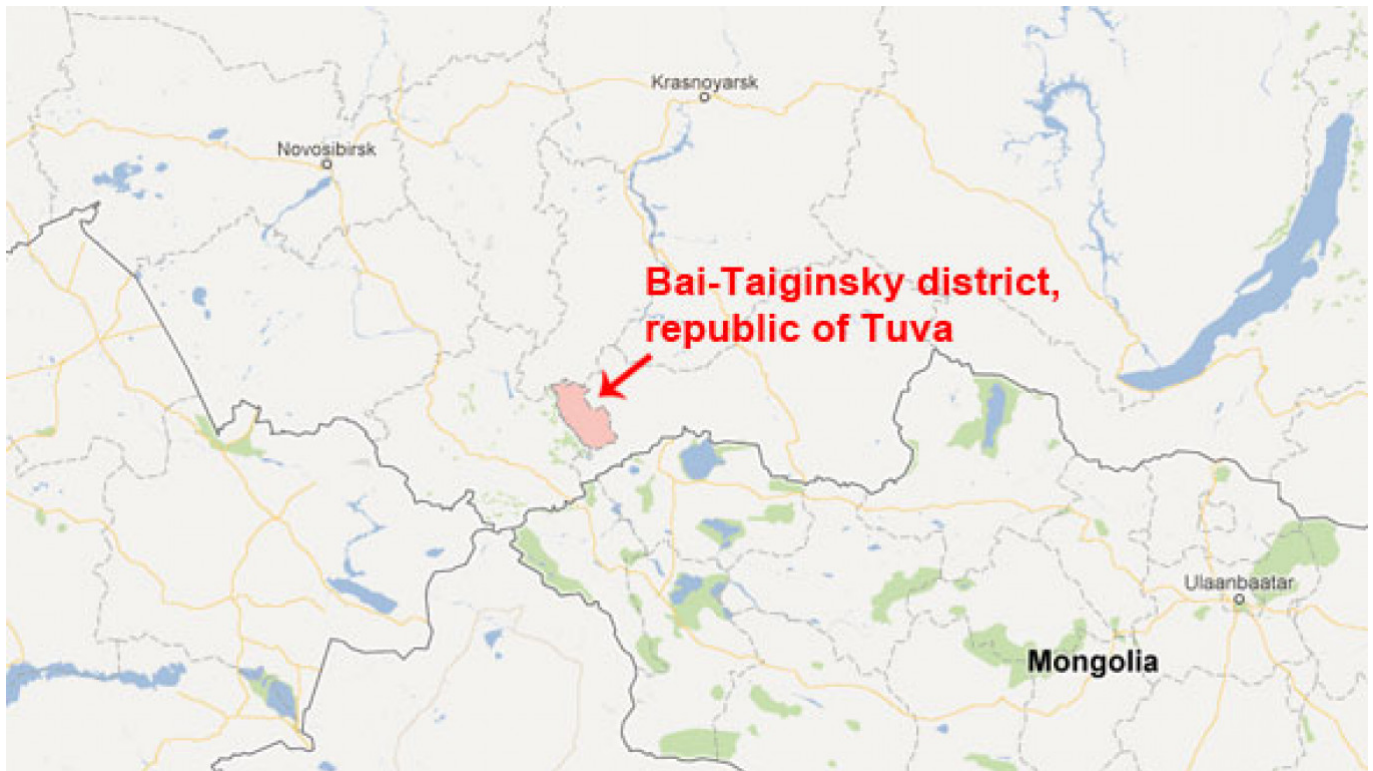 Krasnoyarsk
Novosibirsk
Bai-Taiginsky district,
republic of Tuva
Ulaanbaatar
Mongolia